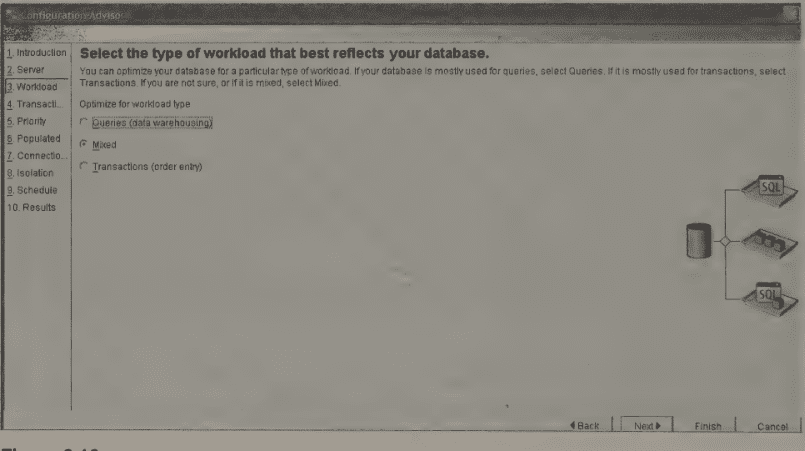 Configuration Advisor
1. Introduction
2. Server
3. Workload
4. Transacti...
5. Priority
6. Populated
7. Connectio...
8. Isolation
9. Schedule
10. Results
Select the type of workload that best reflects your database.
You can optimize your database for a particular type of workload. If your database is mostly used for queries, select Queries. If it is mostly used for transactions, select
Transactions. If you are not sure, or if it is mixed, select Mixed.
Optimize for workload type
Queries (data warehousing)
Mixed
Transactions (order entry)
SQL
SQL
Back Next Finish Cancel